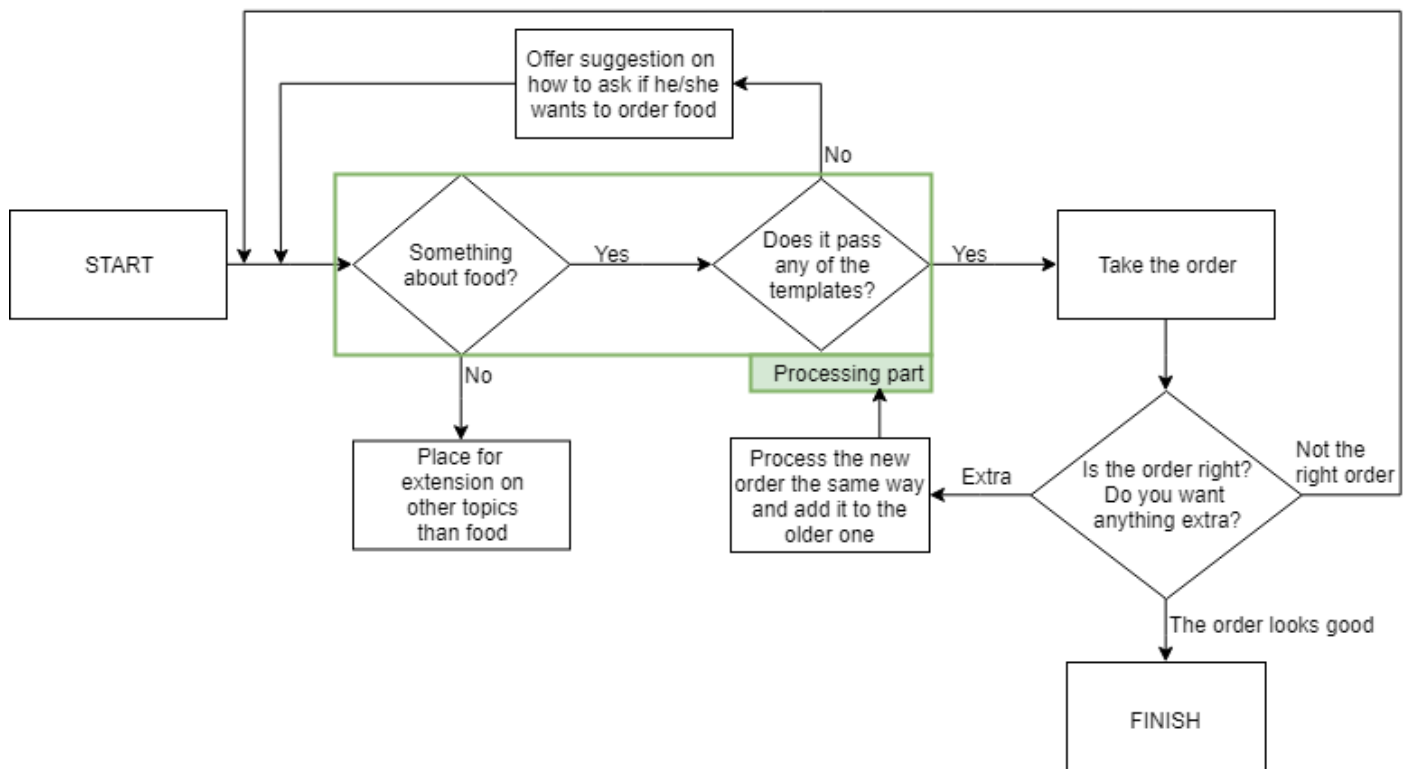 Offer suggestion on
how to ask if he/she
wants to order food
No
START
Something
about food?
Yes
Does it pass
any of the
templates?
Yes
Take the order
Processing part
No
Place for
extension on
other topics
than food
Process the new
order the same way
and add it to the
older one
Extra
Is the order right?
Do you want
anything extra?
Not the
right order
The order looks good
FINISH